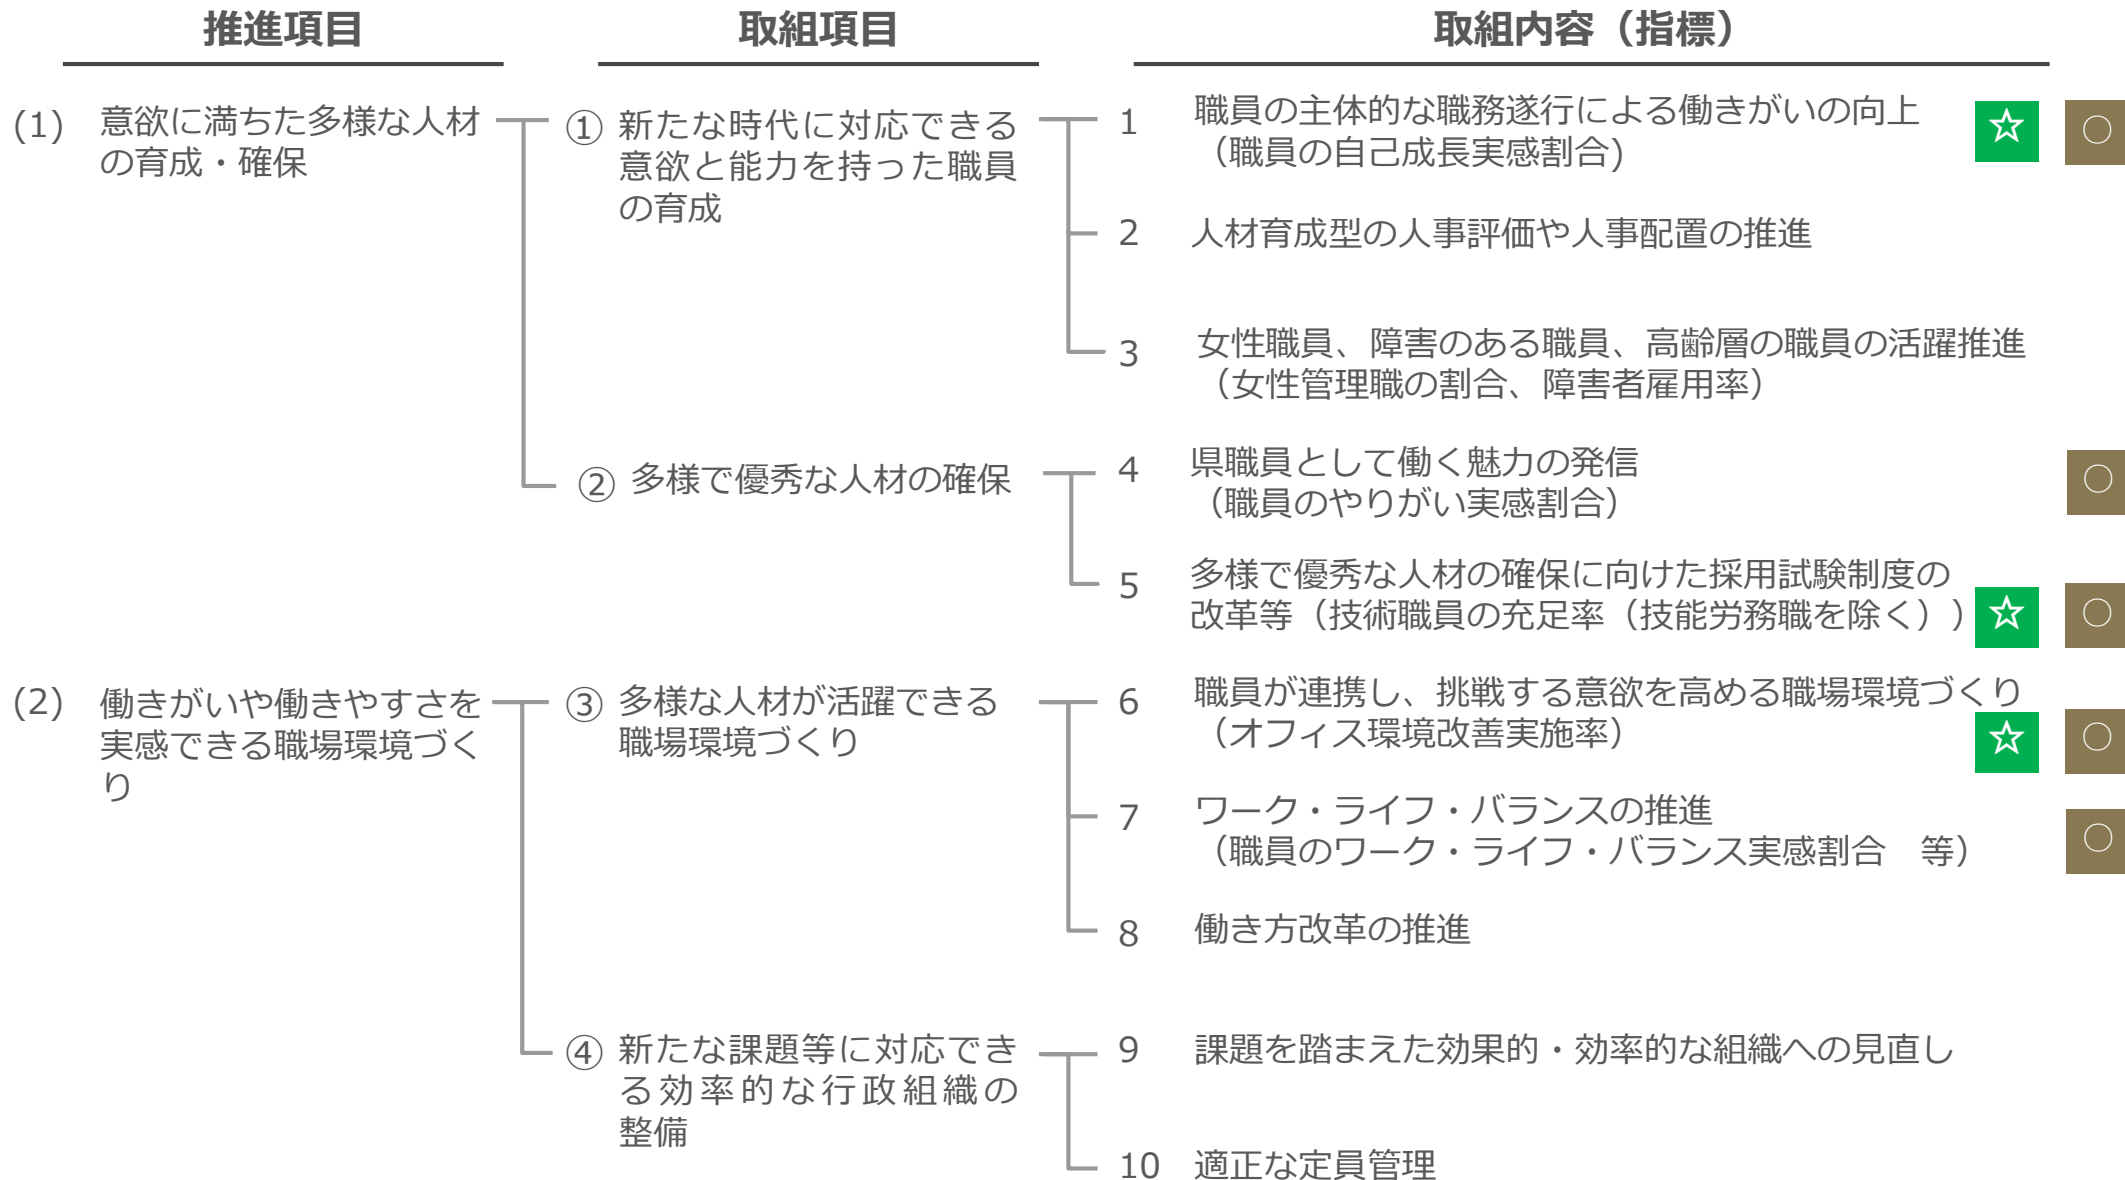 推進項目
取組項目
取組内容（指標）
(1)
意欲に満ちた多様な人材
の育成・確保
①
新たな時代に対応できる
意欲と能力を持った職員
の育成
1
職員の主体的な職務遂行による働きがいの向上
（職員の自己成長実感割合)
☆
○
2
人材育成型の人事評価や人事配置の推進
3
女性職員、障害のある職員、高齢層の職員の活躍推進
（女性管理職の割合、障害者雇用率）
②
多様で優秀な人材の確保
4
県職員として働く魅力の発信
（職員のやりがい実感割合）
○
5
多様で優秀な人材の確保に向けた採用試験制度の
改革等（技術職員の充足率（技能労務職を除く））
☆
○
(2)
働きがいや働きやすさを
実感できる職場環境づく
り
③
多様な人材が活躍できる
職場環境づくり
6
職員が連携し、挑戦する意欲を高める職場環境づくり
（オフィス環境改善実施率）
☆
○
7
ワーク・ライフ・バランスの推進
（職員のワーク・ライフ・バランス実感割合　等）
○
8
働き方改革の推進
④
新たな課題等に対応でき
る効率的な行政組織の
整備
9
課題を踏まえた効果的・効率的な組織への見直し
10
適正な定員管理